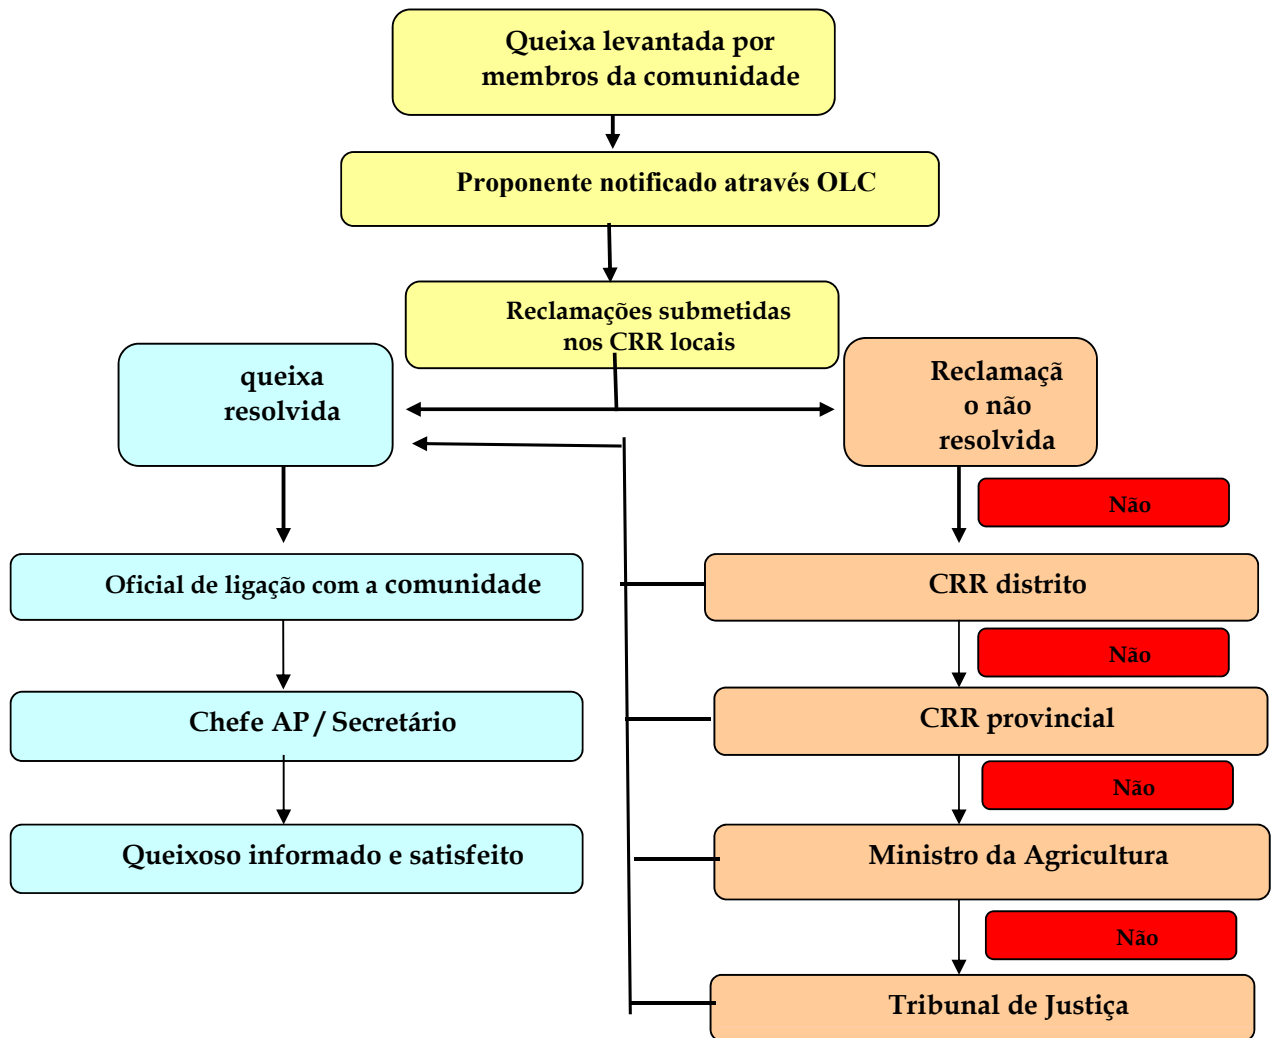 Queixa levantada por
membros da comunidade
Proponente notificado através OLC
Reclamações submetidas
nos CRR locais
queixa
resolvida
Reclamaçã
o não
resolvida
Não
Oficial de ligação com a comunidade
CRR distrito
Não
Chefe AP / Secretário
CRR provincial
Não
Queixoso informado e satisfeito
Ministro da Agricultura
Não
Tribunal de Justiça